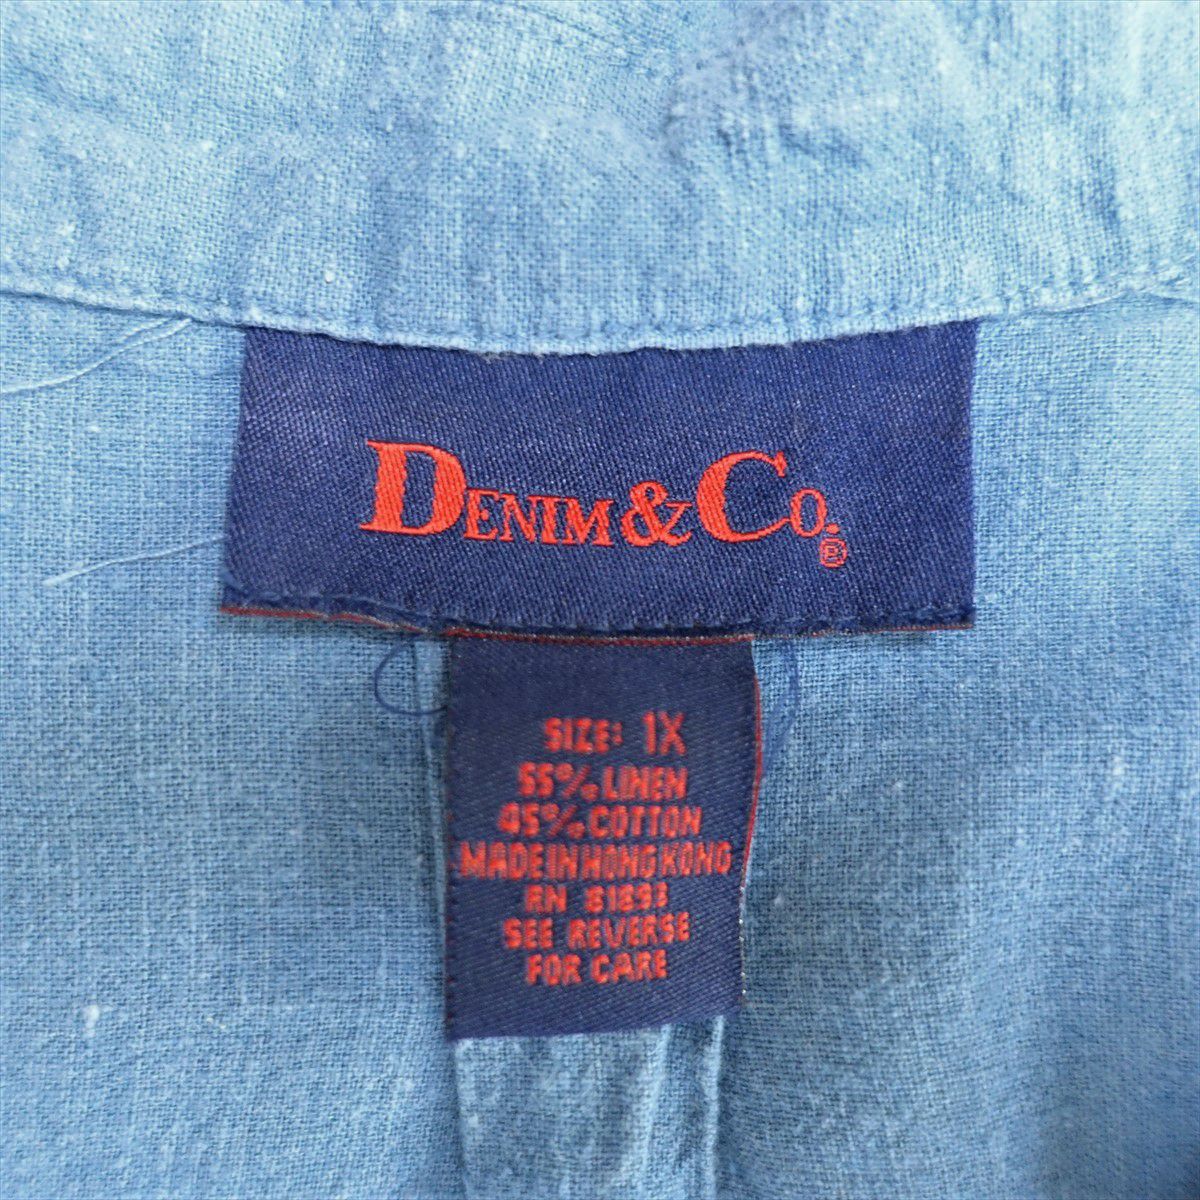 DENIM & CO. ®
SIZE: 1X
55% LINEN
45% COTTON
MADE IN HONG KONG
RN 81893
SEE REVERSE
FOR CARE